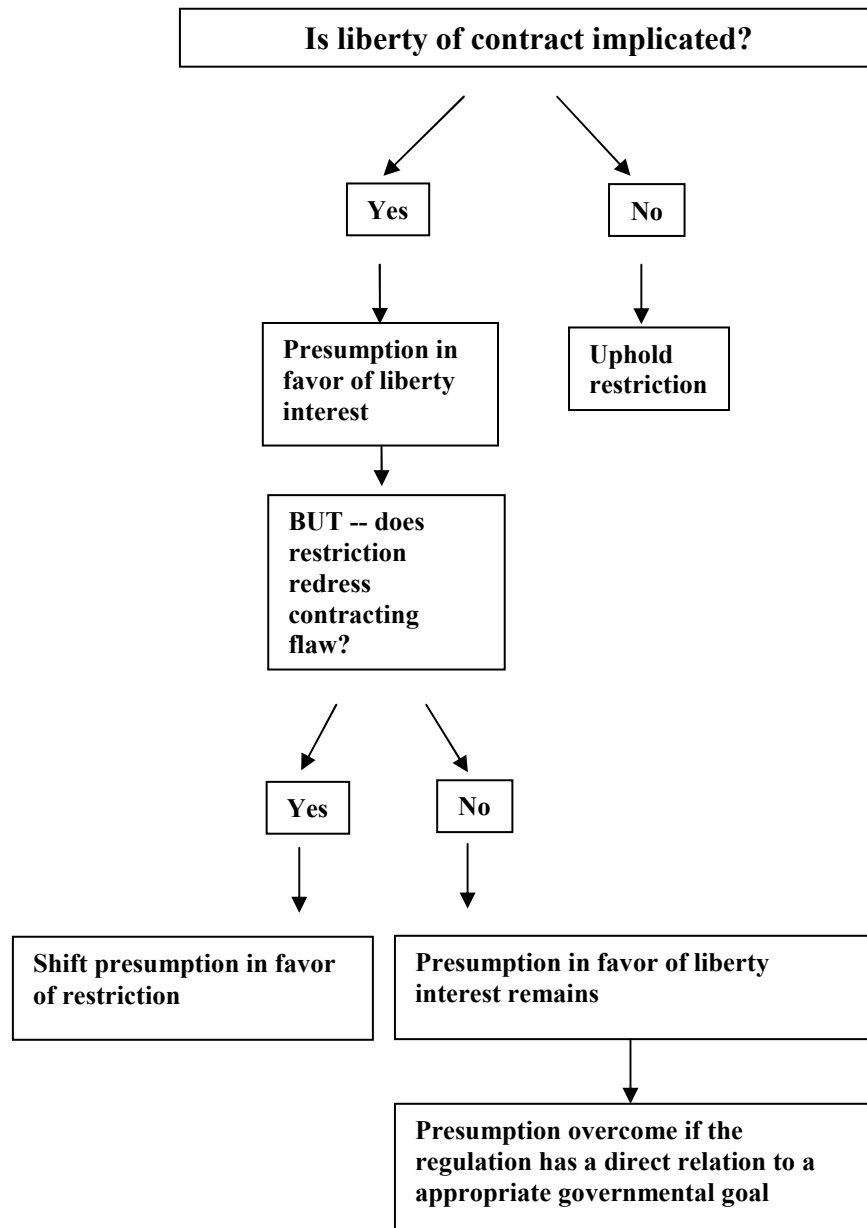 Is liberty of contract implicated?
Yes
No
Presumption in
favor of liberty
interest
Uphold
restriction
BUT -- does
restriction
redress
contracting
flaw?
Yes
No
Shift presumption in favor
of restriction
Presumption in favor of liberty
interest remains
Presumption overcome if the
regulation has a direct relation to a
appropriate governmental goal